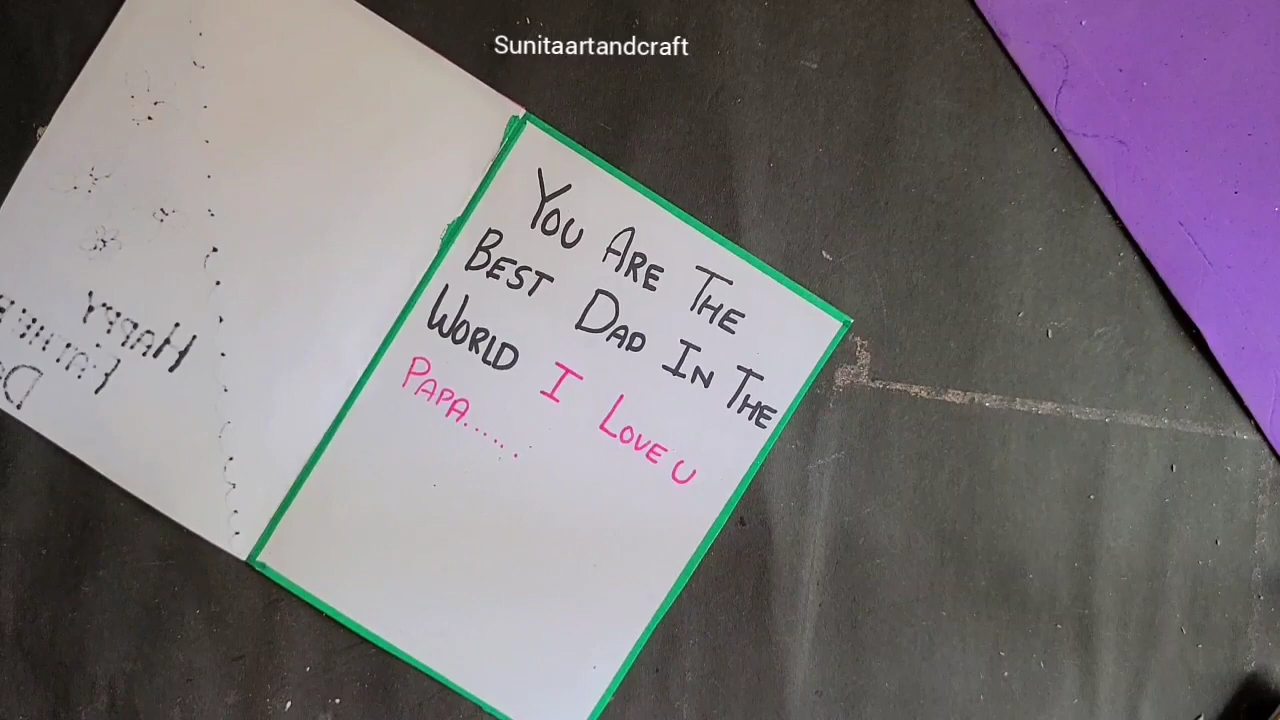 Sunitaartandcraft
YOU ARE THE
BEST DAD IN THE
WORLD I LOVE U
PAPA......
Happy